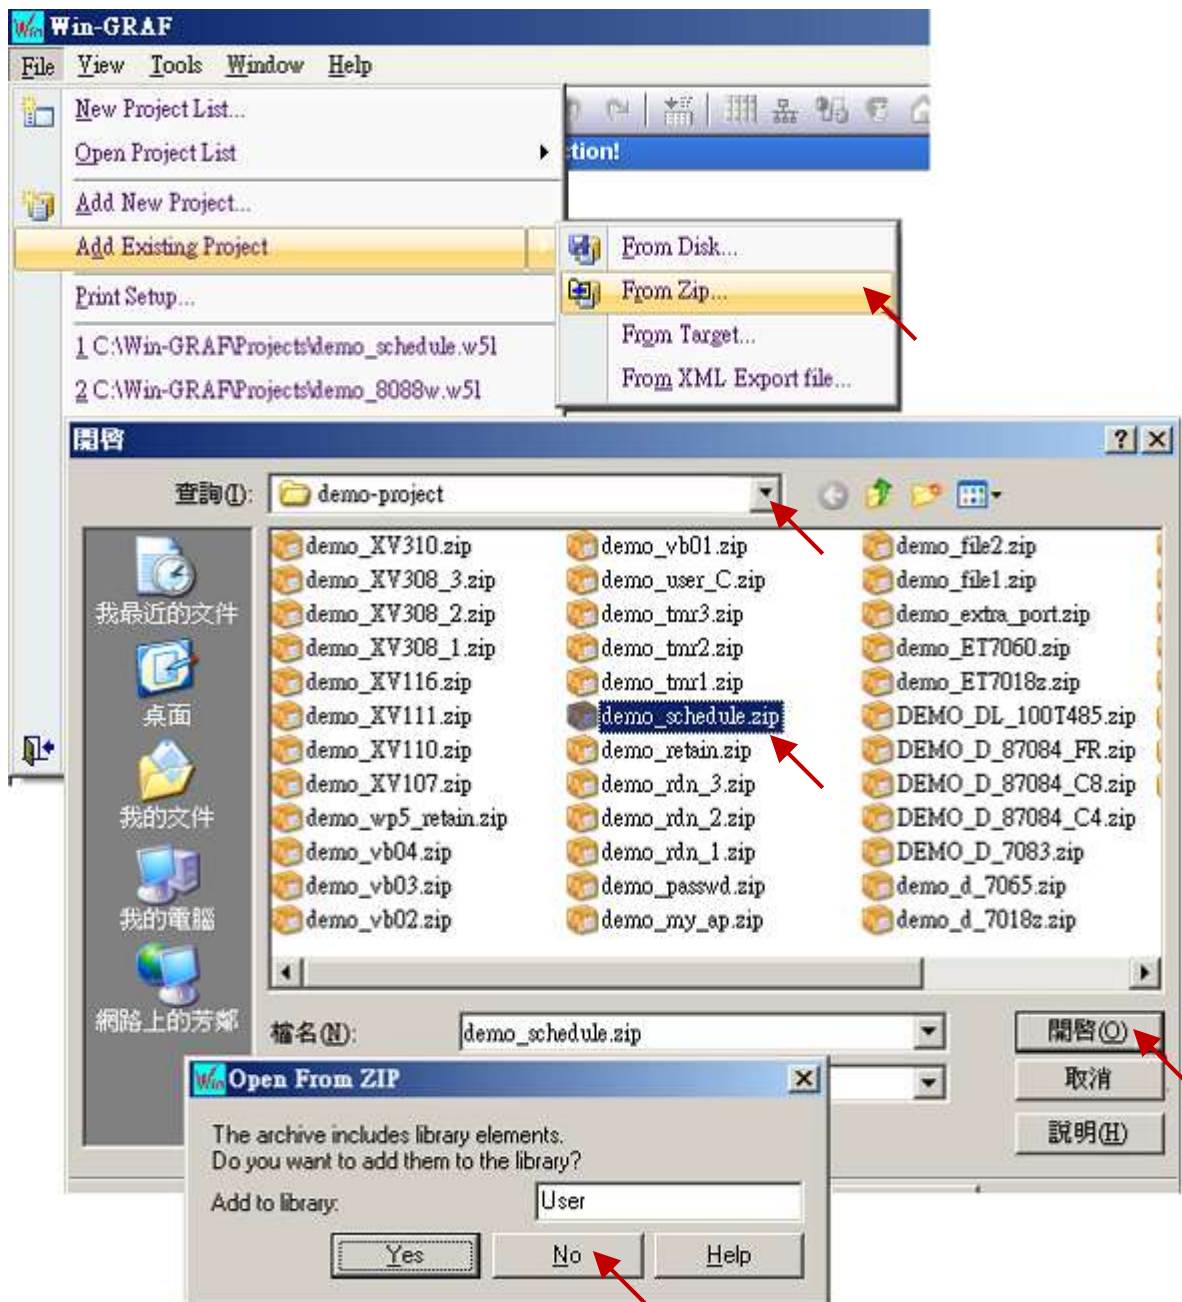 Win-GRAF
File View Tools Window Help
New Project List...
Open Project List
tion!
Add New Project...
Add Existing Project
From Disk...
From Zip...
Print Setup...
From Target...
1 C:\Win-GRAF\Projects\demo_schedule.w5l
From XML Export file...
2 C:\Win-GRAF\Projects\demo_8088w.w5l
開啓
查詢(I):
demo-project
demo_XV310.zip demo_vb01.zip demo_file2.zip
demo_XV308_3.zip demo_user_C.zip demo_file1.zip
我最近的文件
demo_XV308_2.zip demo_tmr3.zip demo_extra_port.zip
demo_XV308_1.zip demo_tmr2.zip demo_ET7060.zip
demo_XV116.zip demo_tmr1.zip demo_ET7018z.zip
桌面
demo_XV111.zip demo_schedule.zip DEMO_DL_100T485.zip
demo_XV110.zip demo_retain.zip DEMO_D_87084_FR.zip
demo_XV107.zip demo_rdn_3.zip DEMO_D_87084_C8.zip
我的文件
demo_wp5_retain.zip demo_rdn_2.zip DEMO_D_87084_C4.zip
demo_vb04.zip demo_rdn_1.zip DEMO_D_7083.zip
demo_vb03.zip demo_passwd.zip demo_d_7065.zip
我的電腦
demo_vb02.zip demo_my_ap.zip demo_d_7018z.zip
網路上的芳鄰
檔名(N):
demo_schedule.zip
開啓(O)
取消
說明(H)
Win Open From ZIP
The archive includes library elements.
Do you want to add them to the library?
Add to library:
User
Yes No Help